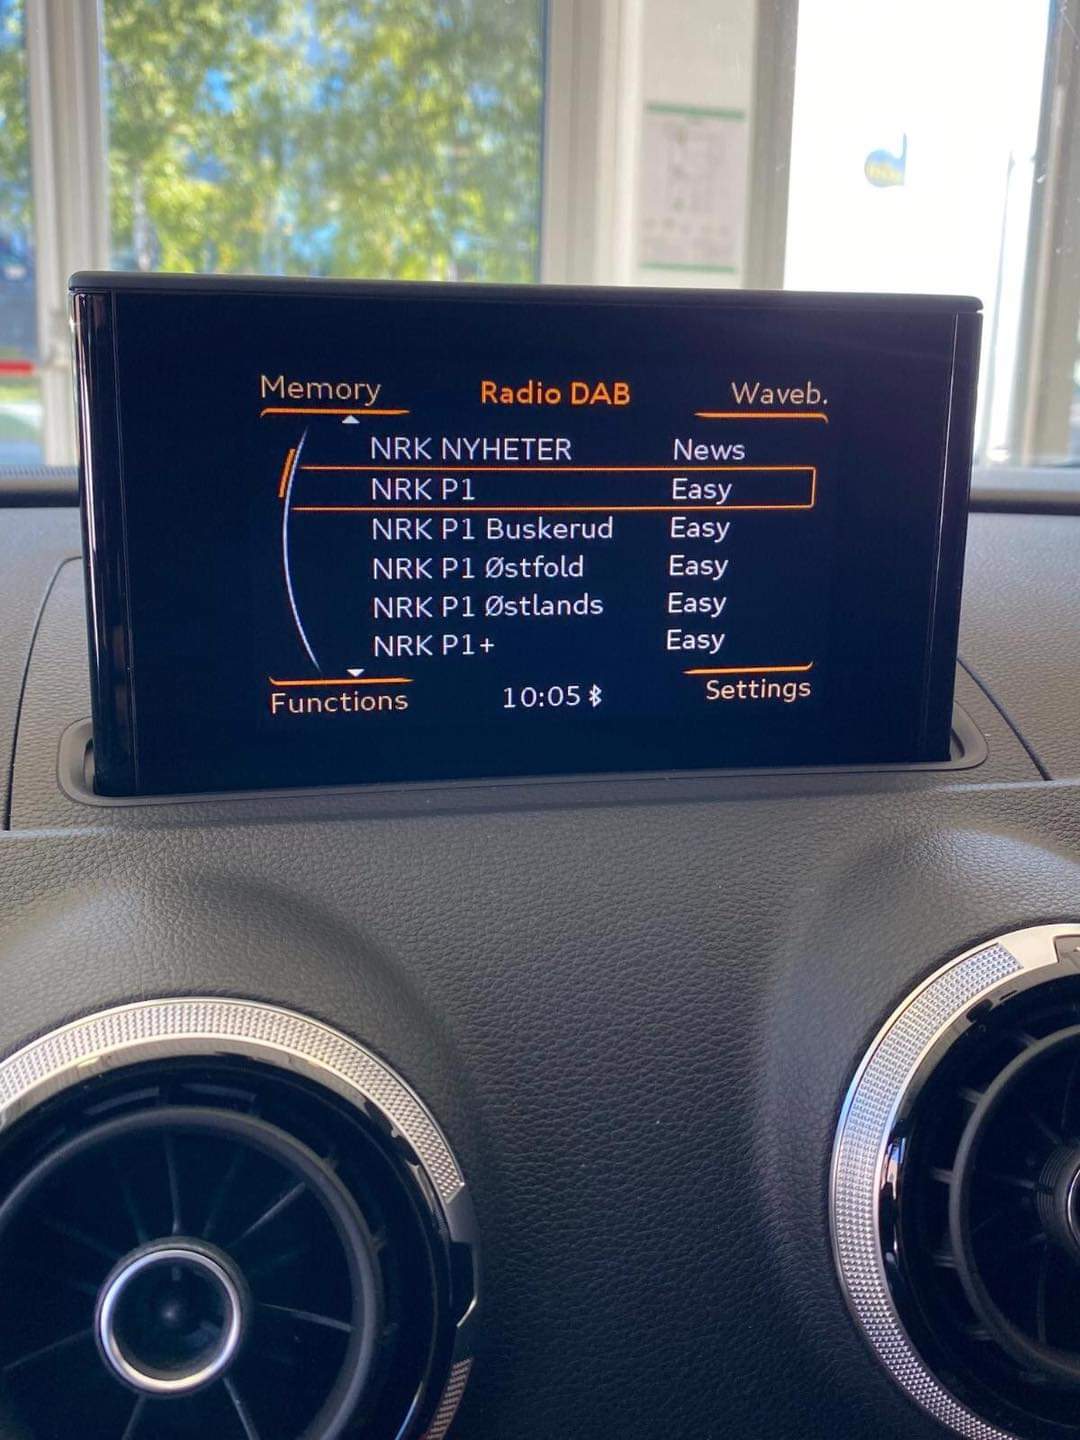 Memory Radio DAB Waveb.
NRK NYHETER News
NRK P1 Easy
NRK P1 Buskerud Easy
NRK P1 Østfold Easy
NRK P1 Østlands Easy
NRK P1+ Easy
Functions 10:05 Settings